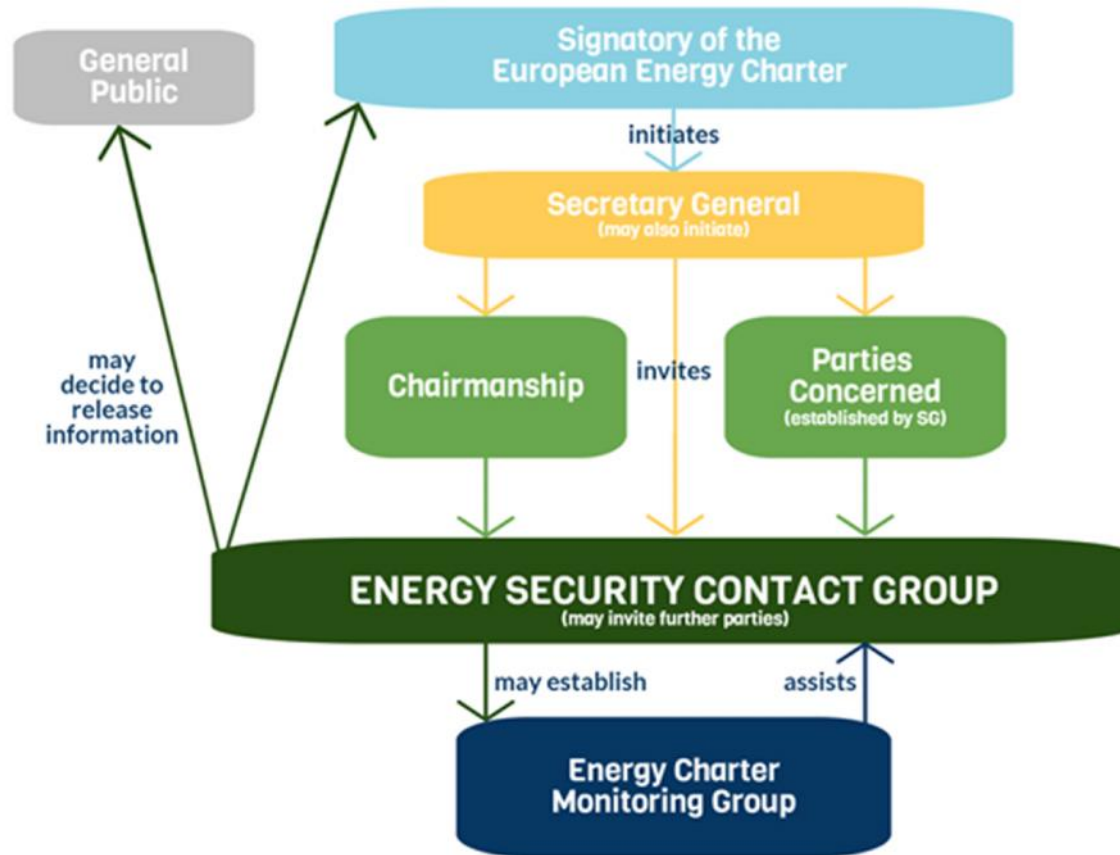 General
Public
Signatory of the
European Energy Charter
initiates
Secretary General
(may also initiate)
Chairmanship
invites
Parties
Concerned
(established by SG)
may
decide to
release
information
ENERGY SECURITY CONTACT GROUP
(may invite further parties)
may establish
assists
Energy Charter
Monitoring Group